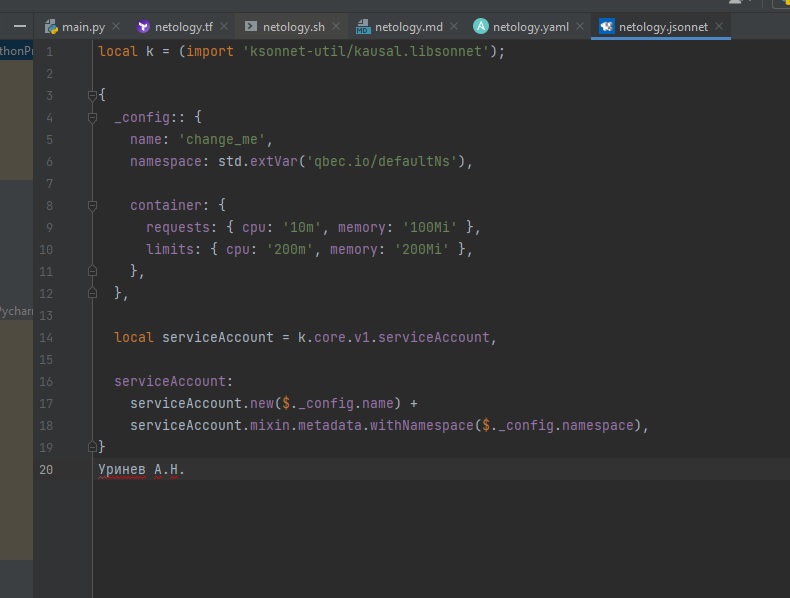 main.py netology.tf netology.sh netology.md netology.yaml netology.jsonnet
1 local k = (import 'ksonnet-util/kausal.libsonnet');
2
3 {
4   _config:: {
5     name: 'change_me',
6     namespace: std.extVar('qbec.io/defaultNs'),
7
8     container: {
9       requests: { cpu: '10m', memory: '100Mi' },
10       limits: { cpu: '200m', memory: '200Mi' },
11     },
12   },
13
14   local serviceAccount = k.core.v1.serviceAccount,
15
16   serviceAccount:
17     serviceAccount.new($._config.name) +
18     serviceAccount.mixin.metadata.withNamespace($._config.namespace),
19 }
20 Уринев А.Н.